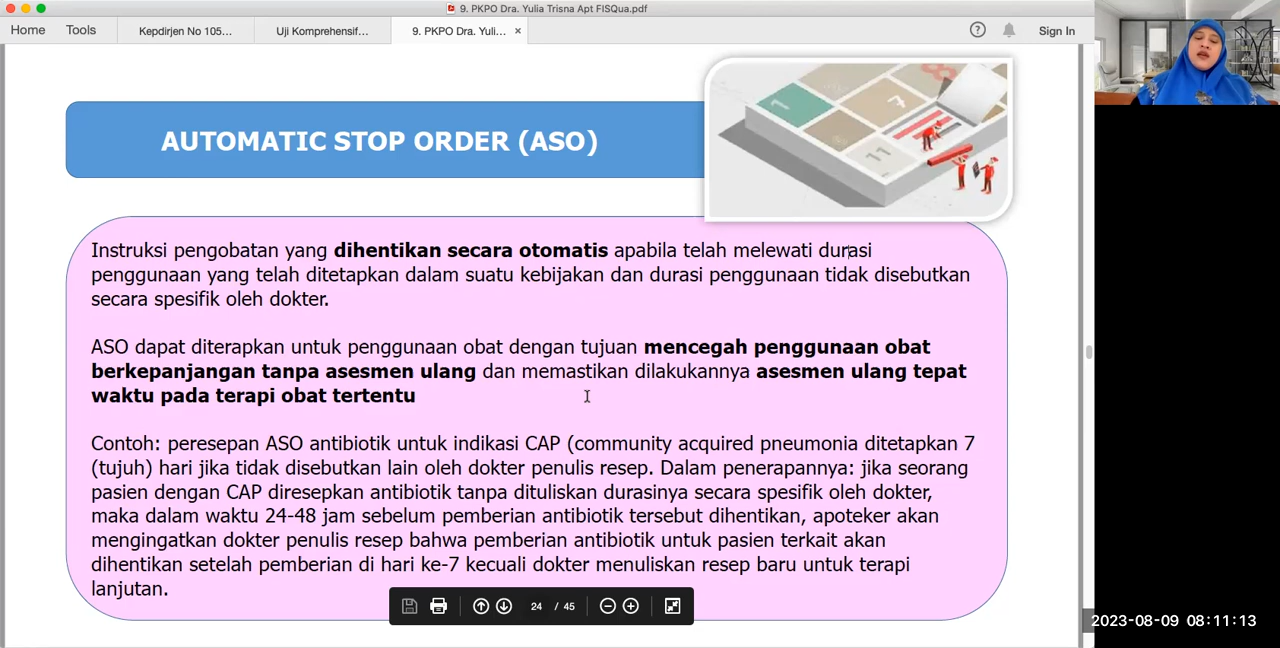 9. PKPO Dra. Yulia Trisna Apt FISQua.pdf
Home
Tools
Kepdirjen No 105...
Uji Komprehensif...
9. PKPO Dra. Yuli...
×
Sign In
AUTOMATIC STOP ORDER (ASO)
1
7
8
11
Instruksi pengobatan yang dihentikan secara otomatis apabila telah melewati durasi
penggunaan yang telah ditetapkan dalam suatu kebijakan dan durasi penggunaan tidak disebutkan
secara spesifik oleh dokter.
ASO dapat diterapkan untuk penggunaan obat dengan tujuan mencegah penggunaan obat
berkepanjangan tanpa asesmen ulang dan memastikan dilakukannya asesmen ulang tepat
waktu pada terapi obat tertentu
Contoh: peresepan ASO antibiotik untuk indikasi CAP (community acquired pneumonia ditetapkan 7
(tujuh) hari jika tidak disebutkan lain oleh dokter penulis resep. Dalam penerapannya: jika seorang
pasien dengan CAP diresepkan antibiotik tanpa dituliskan durasinya secara spesifik oleh dokter,
maka dalam waktu 24-48 jam sebelum pemberian antibiotik tersebut dihentikan, apoteker akan
mengingatkan dokter penulis resep bahwa pemberian antibiotik untuk pasien terkait akan
dihentikan setelah pemberian di hari ke-7 kecuali dokter menuliskan resep baru untuk terapi
lanjutan.
24 / 45
2023-08-09 08:11:13